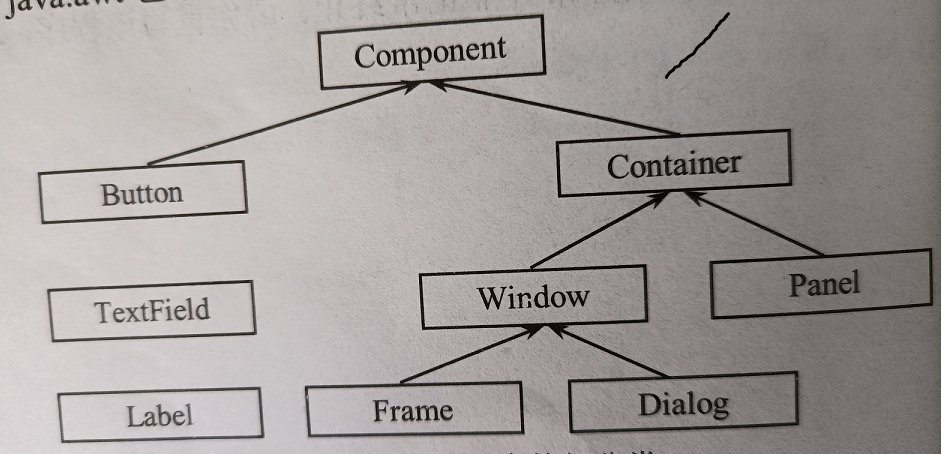 Component
Button
Container
TextField
Window
Panel
Label
Frame
Dialog